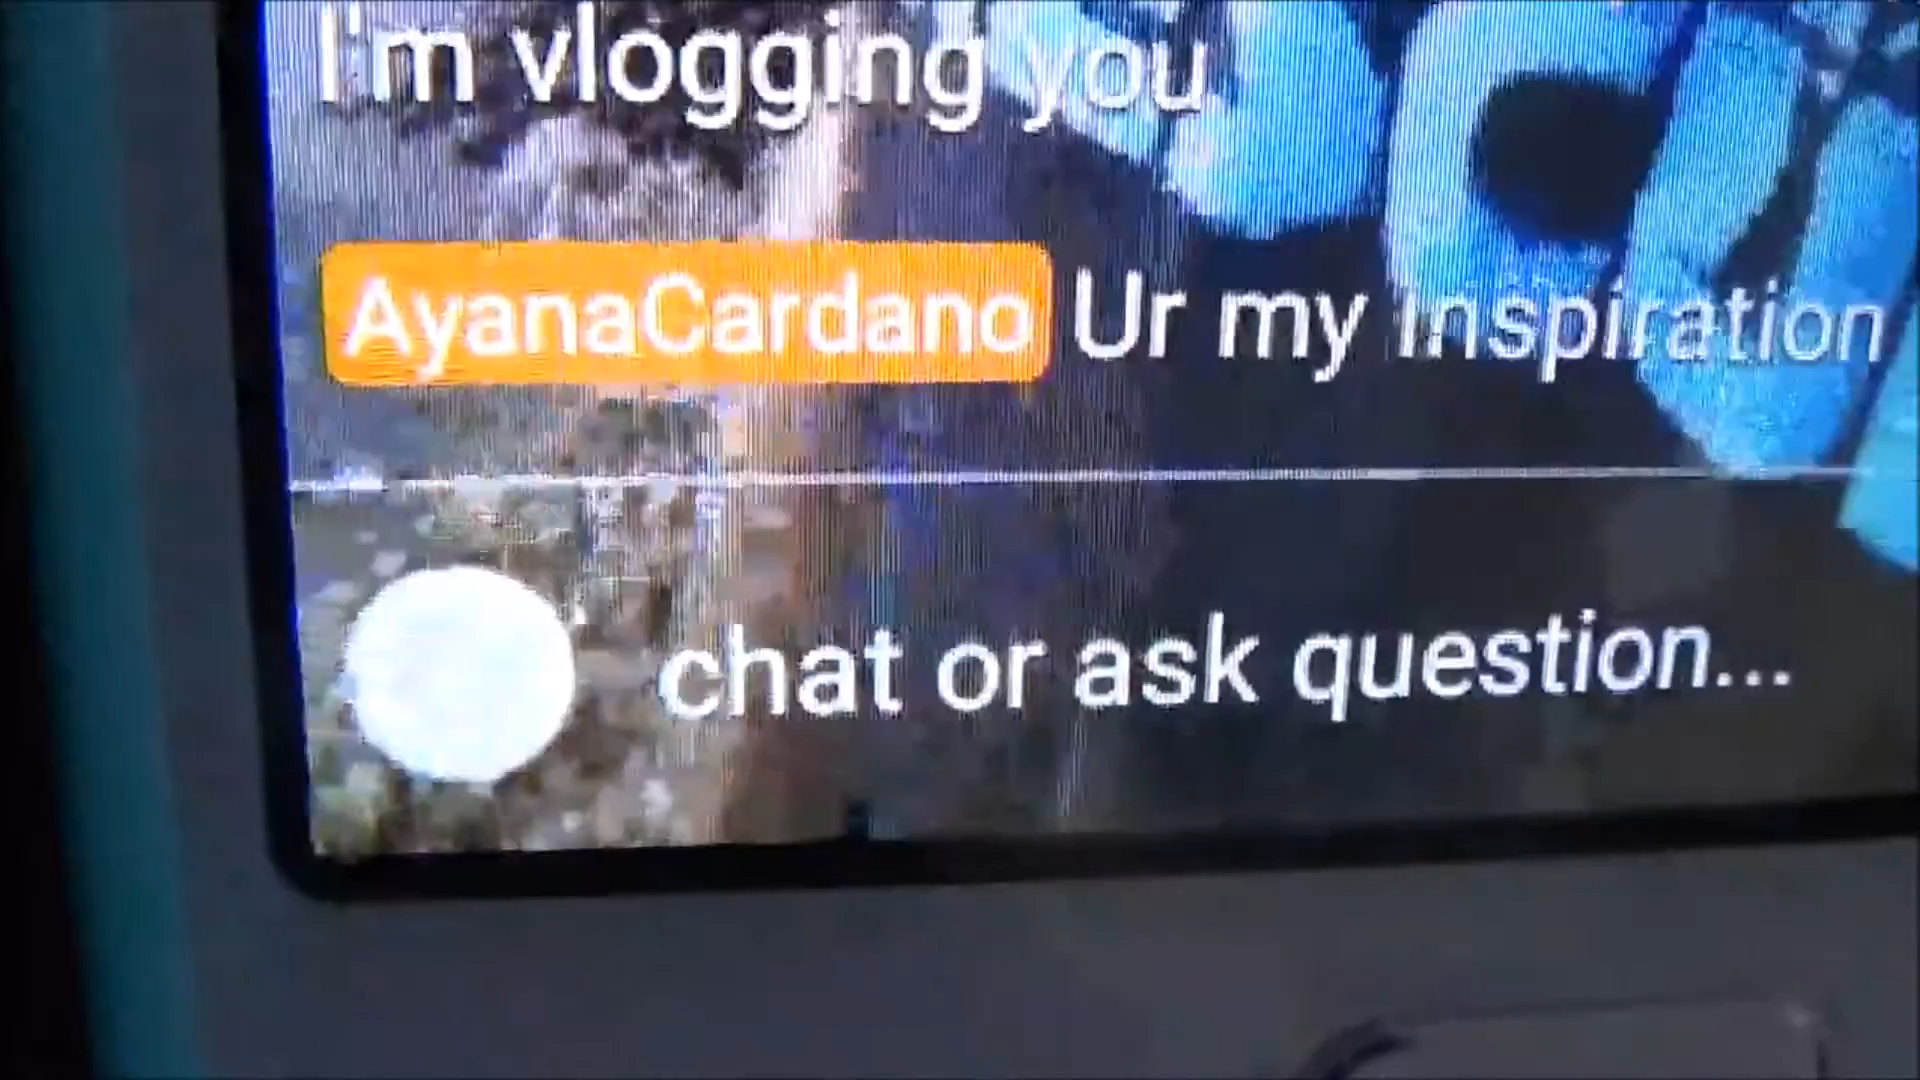 I'm vlogging you
AyanaCardano Ur my Inspiration
chat or ask question...